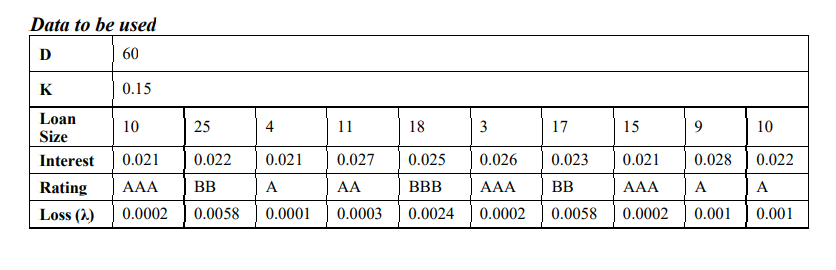 Data to be used
D 60
K 0.15
Loan
Size 10 25 4 11 18 3 17 15 9 10
Interest 0.021 0.022 0.021 0.027 0.025 0.026 0.023 0.021 0.028 0.022
Rating AAA BB A AA BBB AAA BB AAA A A
Loss (λ) 0.0002 0.0058 0.0001 0.0003 0.0024 0.0002 0.0058 0.0002 0.001 0.001